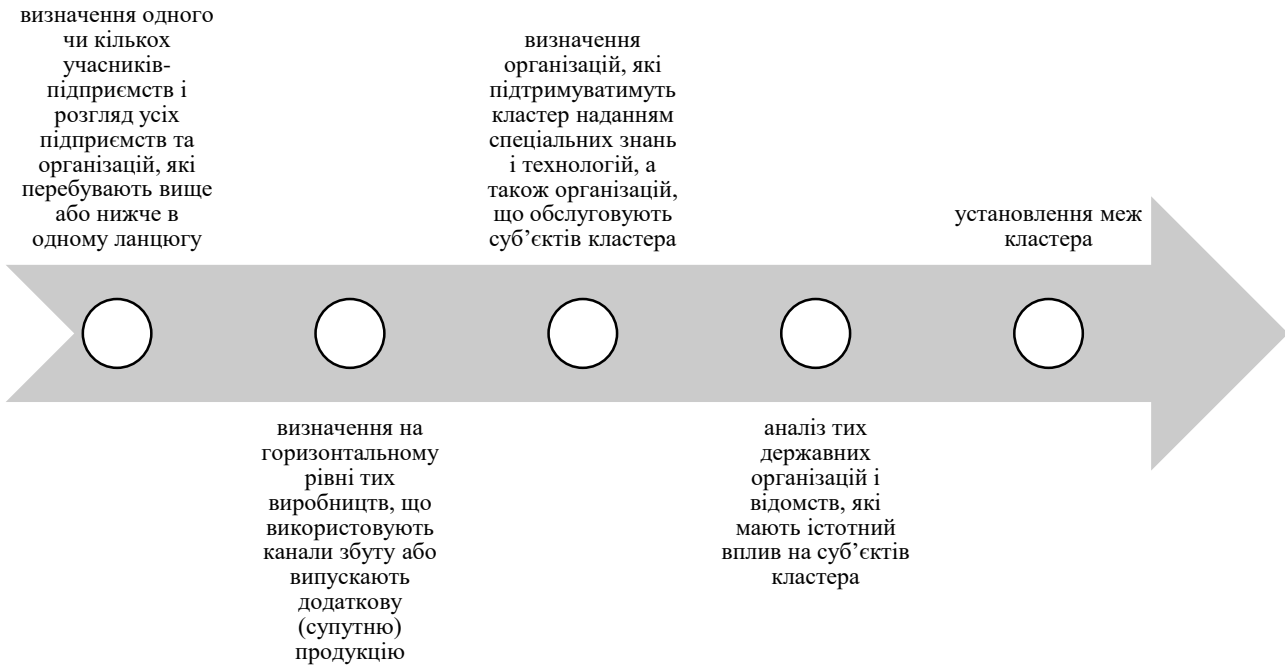 визначення одного
чи кількох
учасників-
підприємств і
розгляд усіх
підприємств та
організацій, які
перебувають вище
або нижче в
одному ланцюгу
визначення на
горизонтальному
рівні тих
виробництв, що
використовують
канали збуту або
випускають
додаткову
(супутню)
продукцію
визначення
організацій, які
підтримуватимуть
кластер наданням
спеціальних знань
і технологій, а
також організацій,
що обслуговують
суб’єктів кластера
аналіз тих
державних
організацій і
відомств, які
мають істотний
вплив на суб’єктів
кластера
установлення меж
кластера